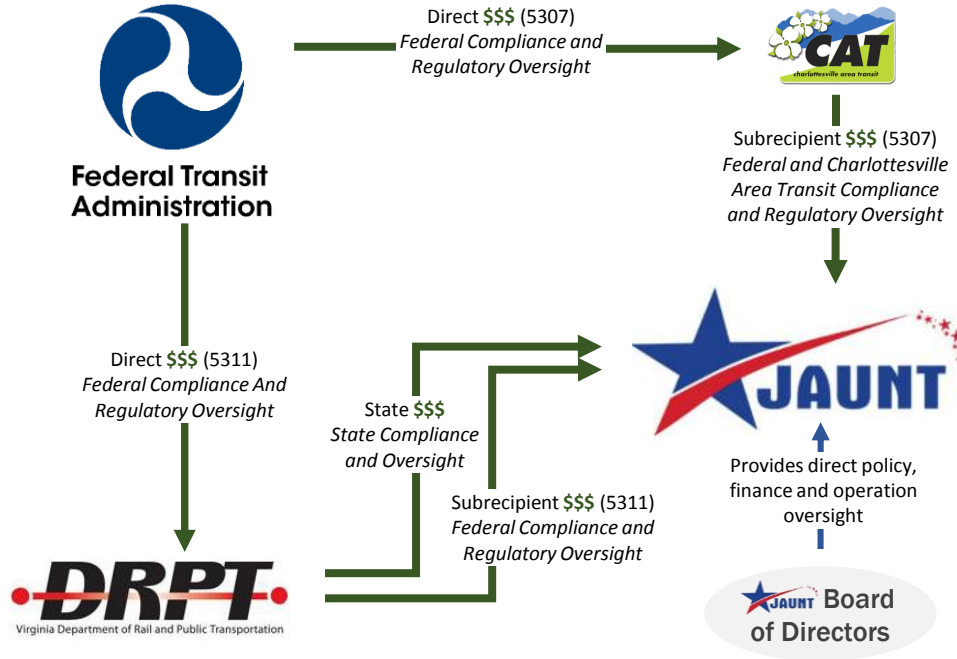 Direct $$$ (5307)
Federal Compliance and
Regulatory Oversight
CAT
charlottesville area transit
Federal Transit
Administration
Subrecipient $$$ (5307)
Federal and Charlottesville
Area Transit Compliance
and Regulatory Oversight
Direct $$$ (5311)
Federal Compliance And
Regulatory Oversight
State $$$
State Compliance
and Oversight
Subrecipient $$$ (5311)
Federal Compliance and
Regulatory Oversight
JAUNT
Provides direct policy,
finance and operation
oversight
DRPT
Virginia Department of Rail and Public Transportation
JAUNT Board
of Directors